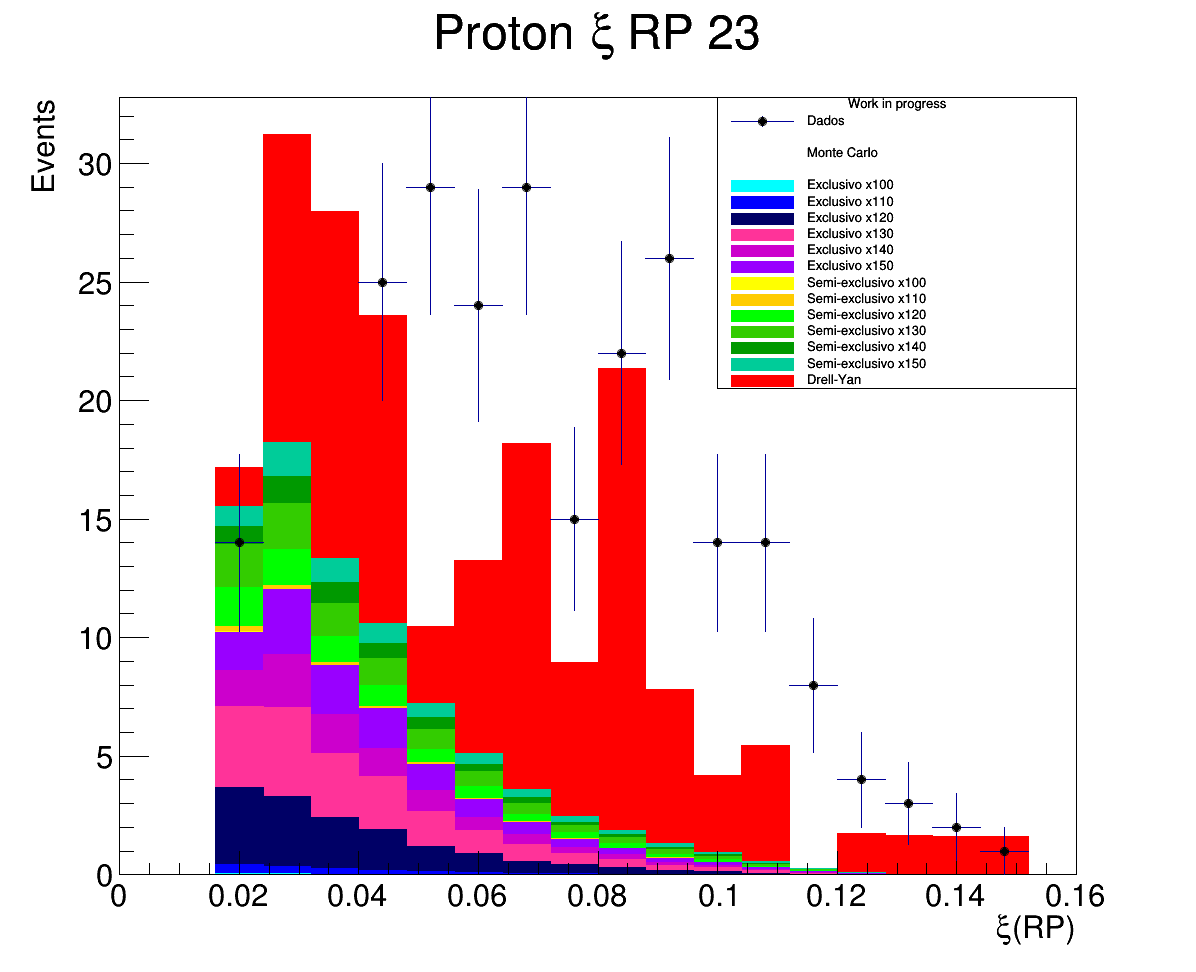 Proton ξ RP 23
Events
Work in progress
Dados
Monte Carlo
Exclusivo x100
Exclusivo x110
Exclusivo x120
Exclusivo x130
Exclusivo x140
Exclusivo x150
Semi-exclusivo x100
Semi-exclusivo x110
Semi-exclusivo x120
Semi-exclusivo x130
Semi-exclusivo x140
Semi-exclusivo x150
Drell-Yan
30
25
20
15
10
5
0
0 0.02 0.04 0.06 0.08 0.1 0.12 0.14 0.16
ξ(RP)